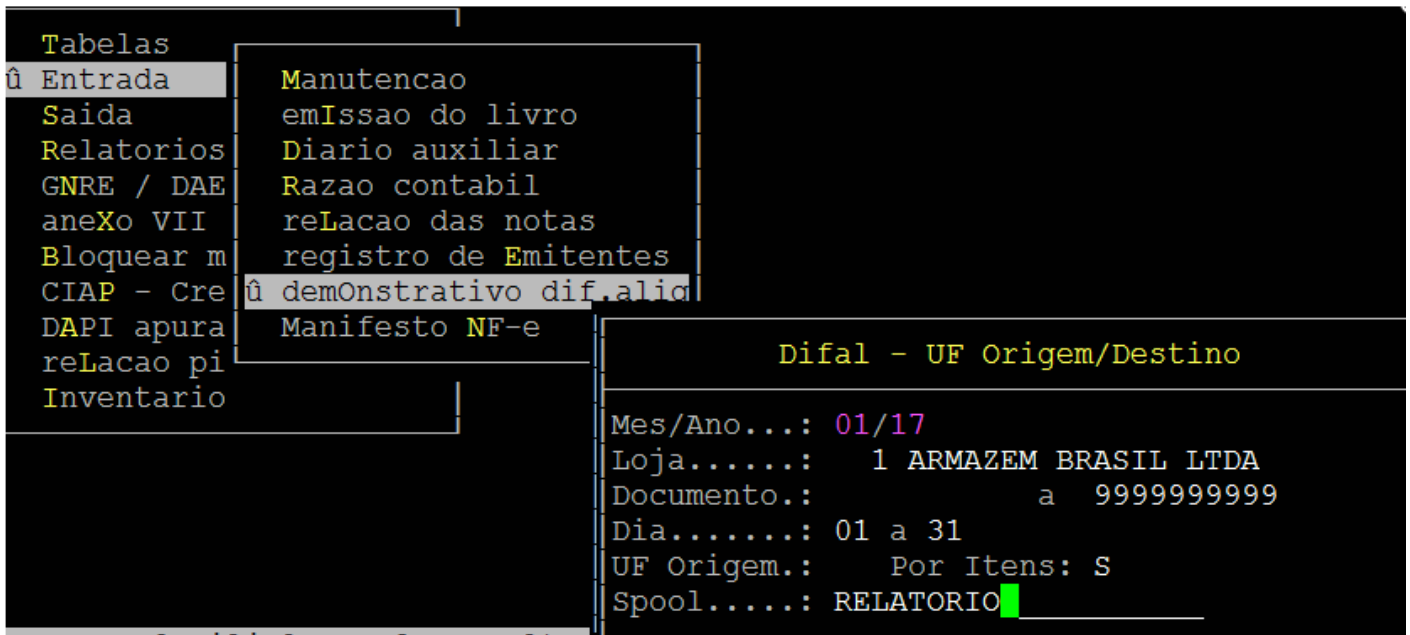 Tabelas
û Entrada
Saida
Relatorios
GNRE / DAE
aneXo VII
Bloquear m
CIAP - Cre
DAPI apura
reLacao pi
Inventario
Manutencao
emIssao do livro
Diario auxiliar
Razao contabil
reLacao das notas
registro de Emitentes
û demOnstrativo dif.aliq
Manifesto NF-e
Difal - UF Origem/Destino
Mes/Ano...: 01/17
Loja......: 1 ARMAZEM BRASIL LTDA
Documento.: a 9999999999
Dia.......: 01 a 31
UF Origem.: Por Itens: S
Spool.....: RELATORIO